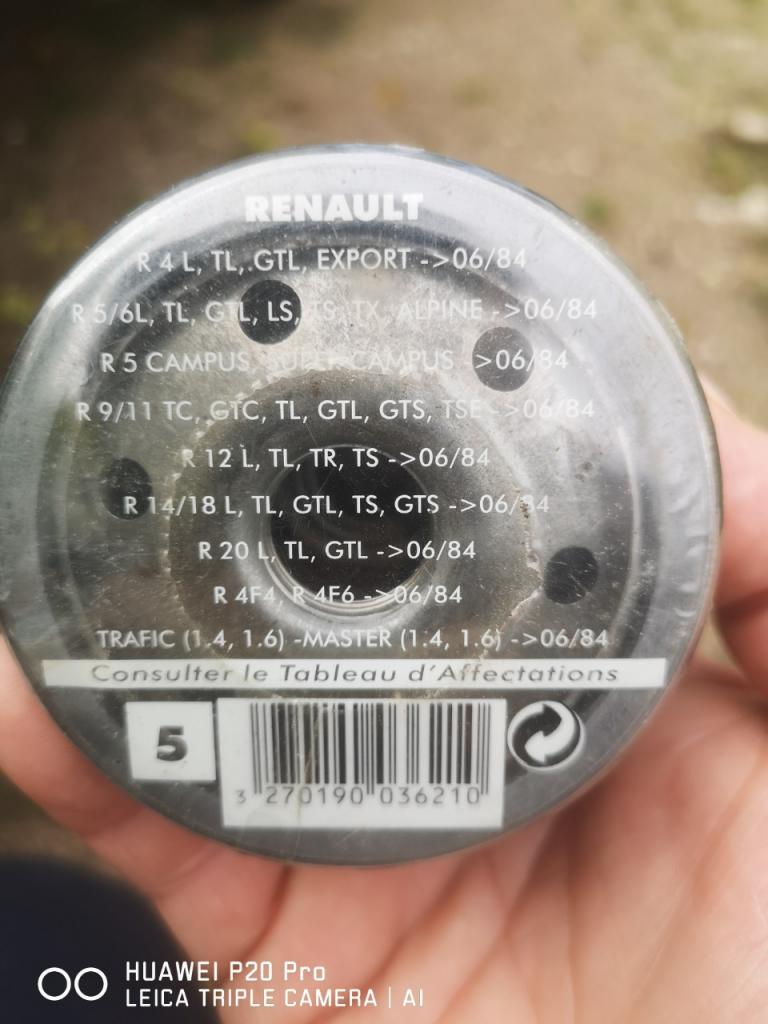 RENAULT
R 4 L, TL, GTL, EXPORT ->06/84
R 5/6L, TL, GTL, LS, TS, TX, ALPINE ->06/84
R 5 CAMPUS, SUPER CAMPUS >06/84
R 9/11 TC, GTC, TL, GTL, GTS, TSE ->06/84
R 12 L, TL, TR, TS ->06/84
R 14/18 L, TL, GTL, TS, GTS ->06/84
R 20 L, TL, GTL ->06/84
R 4F4, R 4F6 ->06/84
TRAFIC (1.4, 1.6) -MASTER (1.4, 1.6) ->06/84
Consulter le Tableau d'Affectations
5
3 270190 036210
HUAWEI P20 Pro
LEICA TRIPLE CAMERA | AI